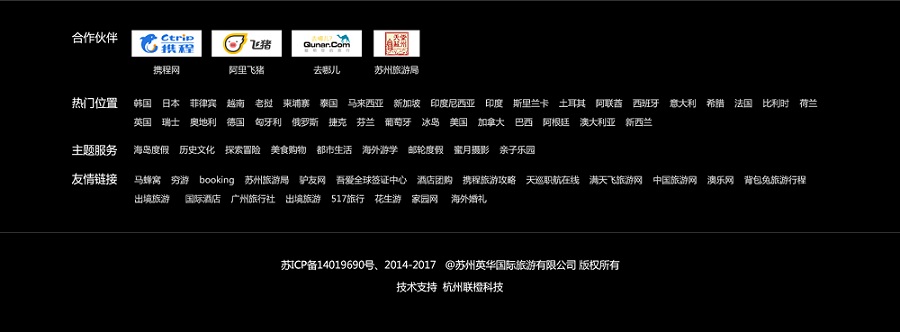 合作伙伴
Ctrip 携程 飞猪 Qunar.Com
携程网 阿里飞猪 去哪儿 苏州旅游局
热门位置 韩国 日本 菲律宾 越南 老挝 柬埔寨 泰国 马来西亚 新加坡 印度尼西亚 印度 斯里兰卡 土耳其 阿联酋 西班牙 意大利 希腊 法国 比利时 荷兰
英国 瑞士 奥地利 德国 匈牙利 俄罗斯 捷克 芬兰 葡萄牙 冰岛 美国 加拿大 巴西 阿根廷 澳大利亚 新西兰
主题服务 海岛度假 历史文化 探索冒险 美食购物 都市生活 海外游学 邮轮度假 蜜月摄影 亲子乐园
友情链接 马蜂窝 穷游 booking 苏州旅游局 驴友网 吾爱全球签证中心 酒店团购 携程旅游攻略 天巡职航在线 满天飞旅游网 中国旅游网 澳乐网 背包兔旅游行程
出境旅游 国际酒店 广州旅行社 出境旅游 517旅行 花生游 家园网 海外婚礼
苏ICP备14019690号、2014-2017 @苏州英华国际旅游有限公司 版权所有
技术支持 杭州联橙科技